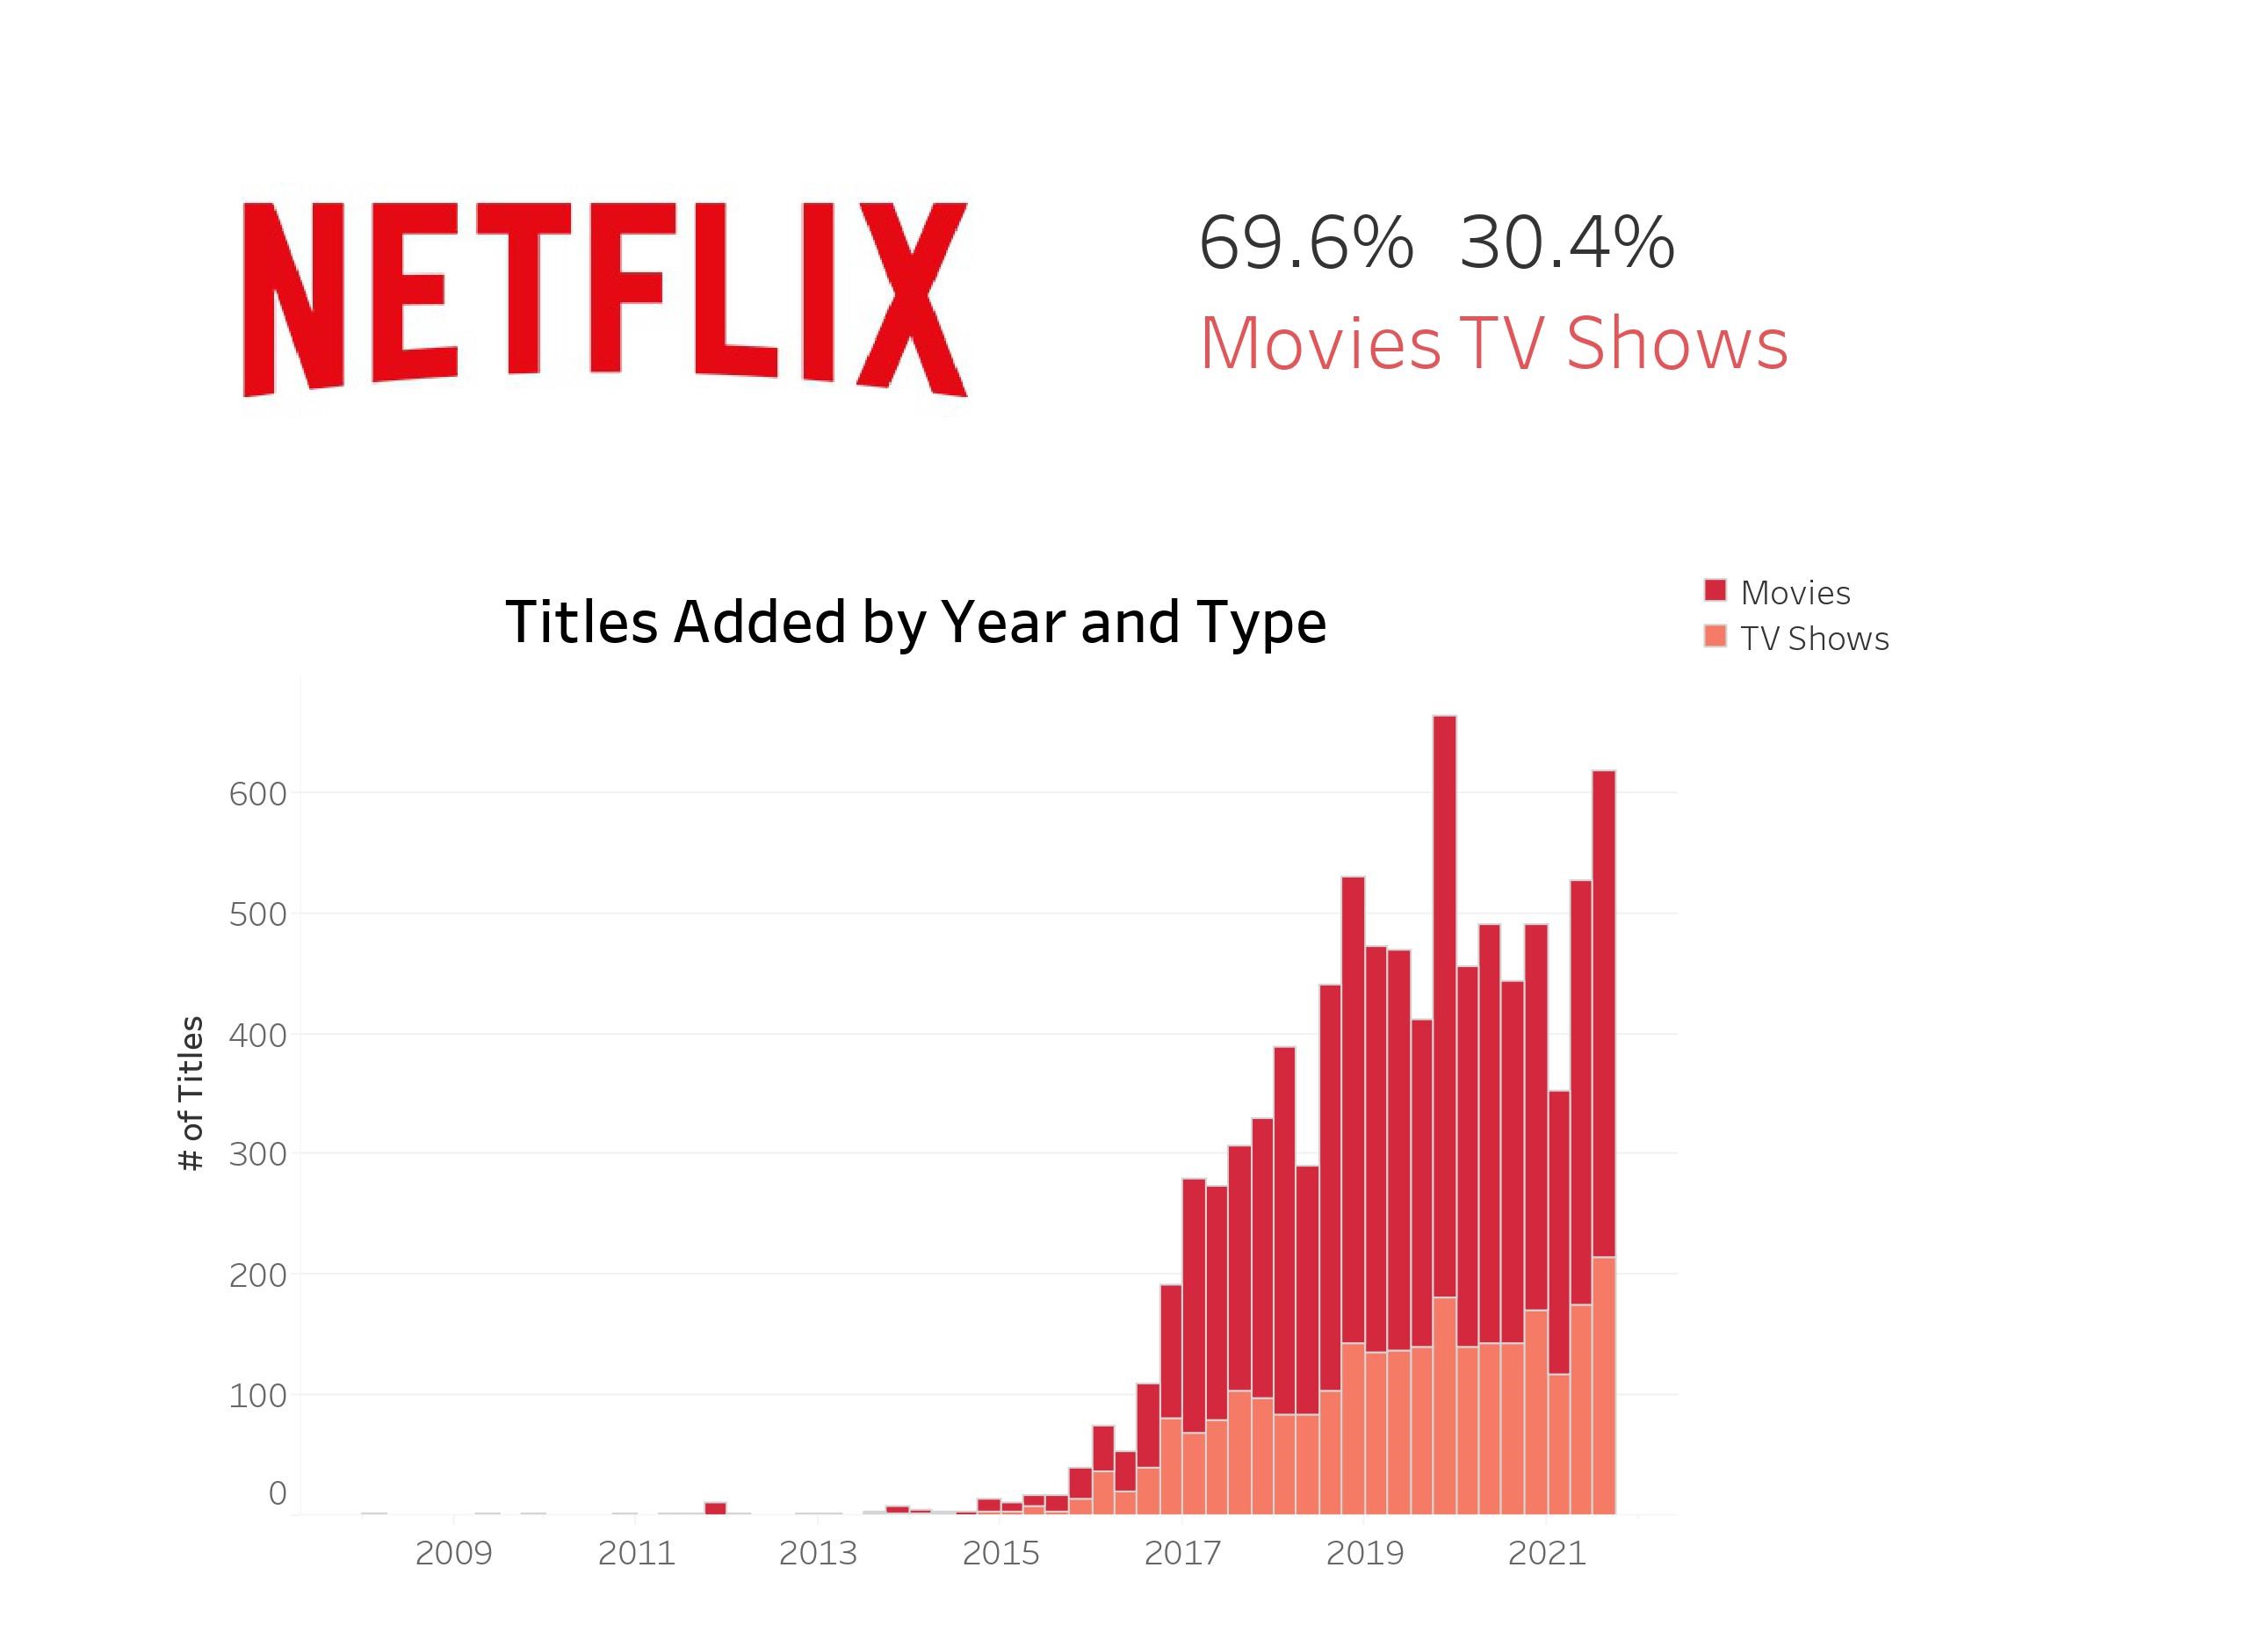 NETFLIX
69.6% 30.4%
Movies TV Shows
Titles Added by Year and Type
Movies
TV Shows
# of Titles
600
500
400
300
200
100
0
2009 2011 2013 2015 2017 2019 2021